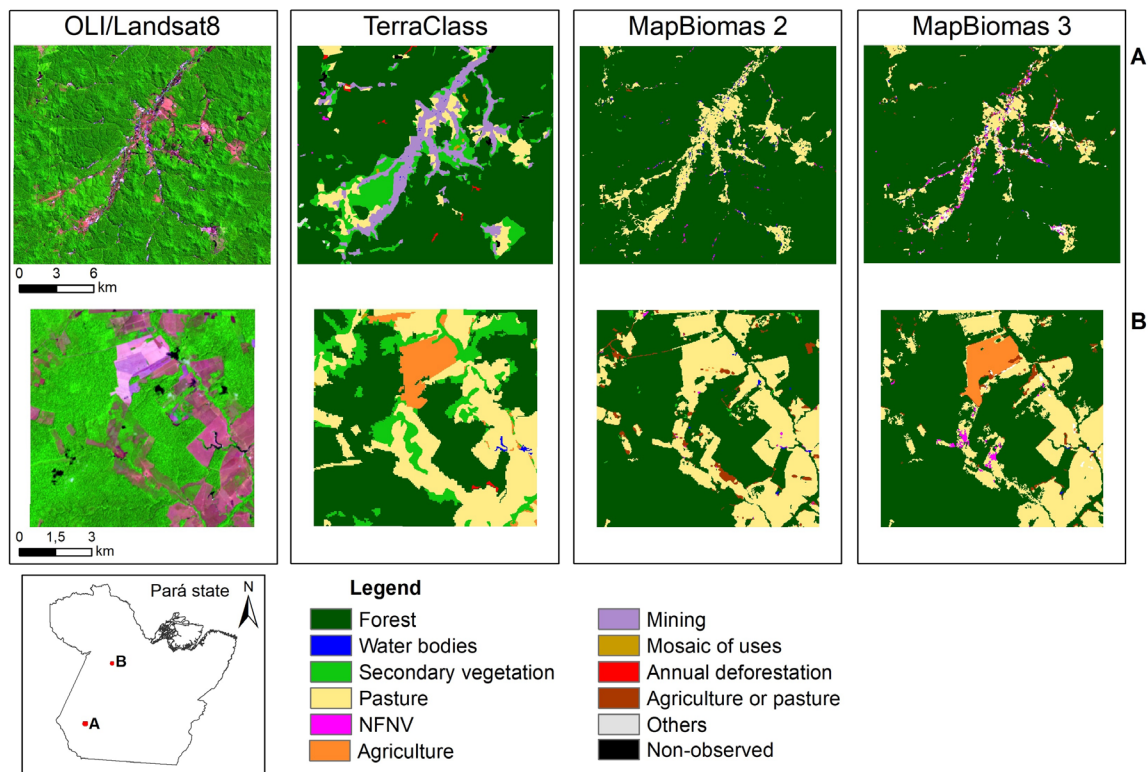 OLI/Landsat8
TerraClass
MapBiomas 2
MapBiomas 3
A
0 3 6
km
B
0 1,5 3
km
Pará state
N
B
A
Legend
Forest
Water bodies
Secondary vegetation
Pasture
NFNV
Agriculture
Mining
Mosaic of uses
Annual deforestation
Agriculture or pasture
Others
Non-observed